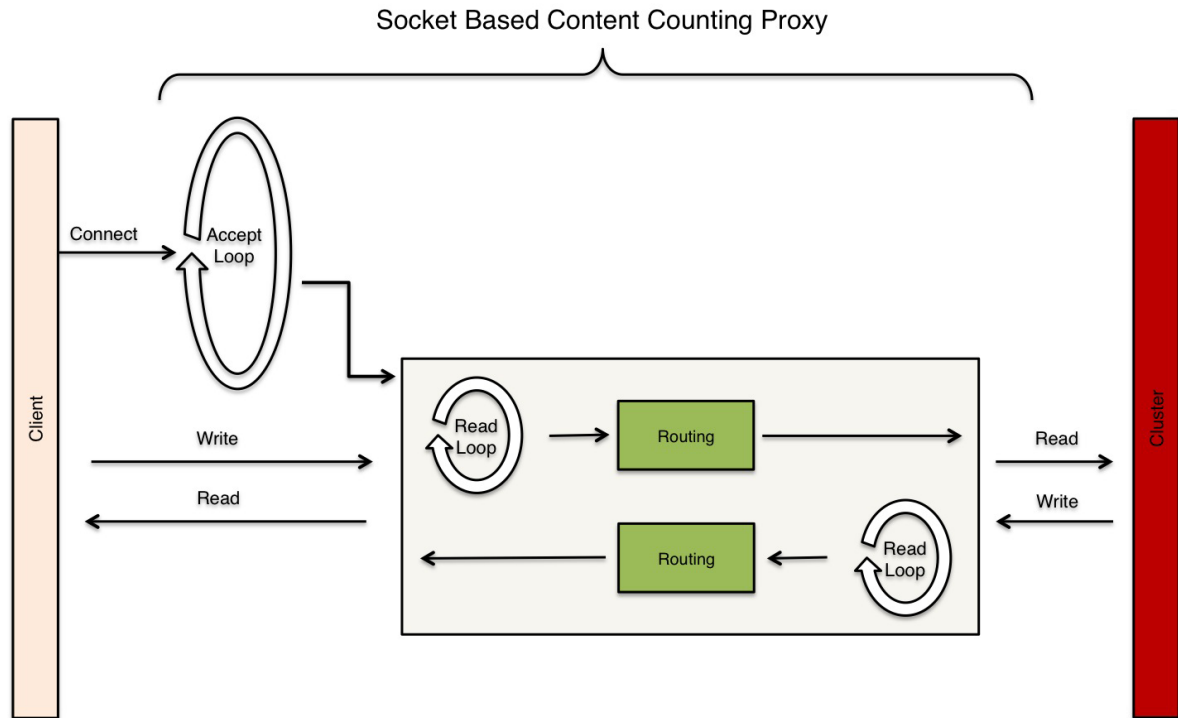 Socket Based Content Counting Proxy
Connect
Accept
Loop
Client
Write
Read
Read
Loop
Routing
Routing
Read
Loop
Read
Write
Cluster